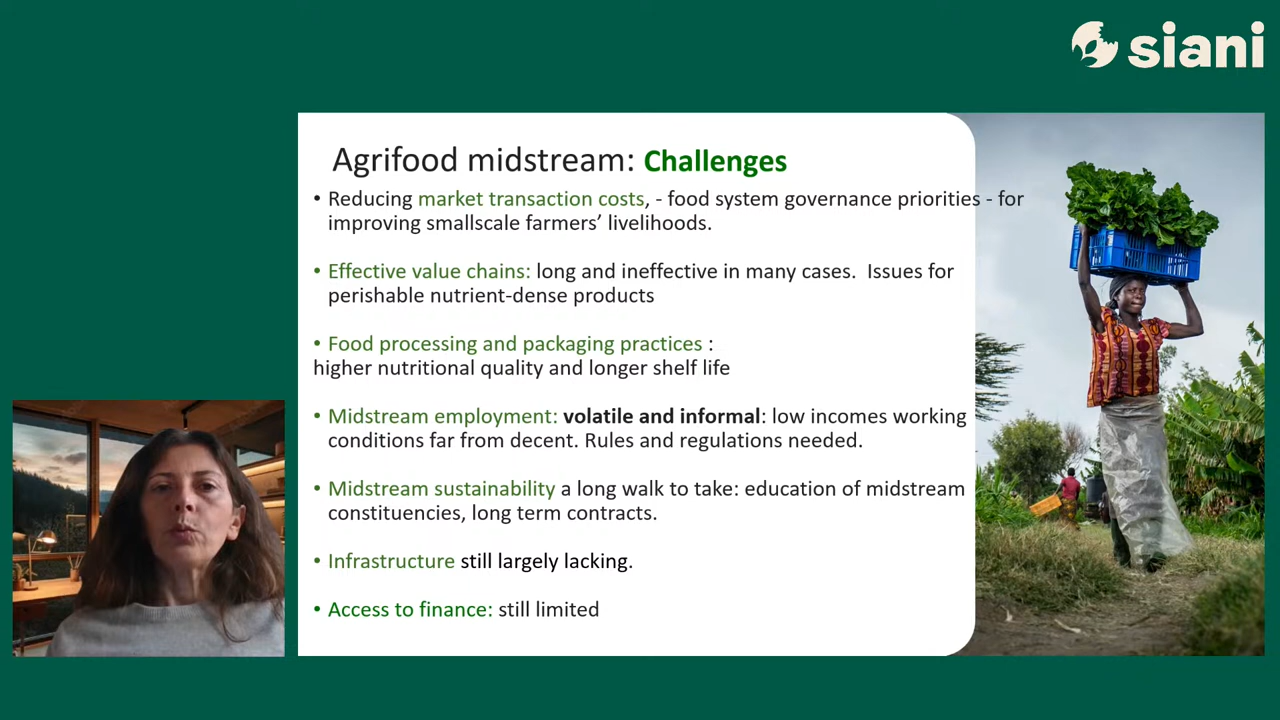 siani
Agrifood midstream: Challenges
• Reducing market transaction costs, - food system governance priorities - for
improving smallscale farmers’ livelihoods.
• Effective value chains: long and ineffective in many cases.  Issues for
perishable nutrient-dense products
• Food processing and packaging practices :
higher nutritional quality and longer shelf life
• Midstream employment: volatile and informal: low incomes working
conditions far from decent. Rules and regulations needed.
• Midstream sustainability a long walk to take: education of midstream
constituencies, long term contracts.
• Infrastructure still largely lacking.
• Access to finance: still limited